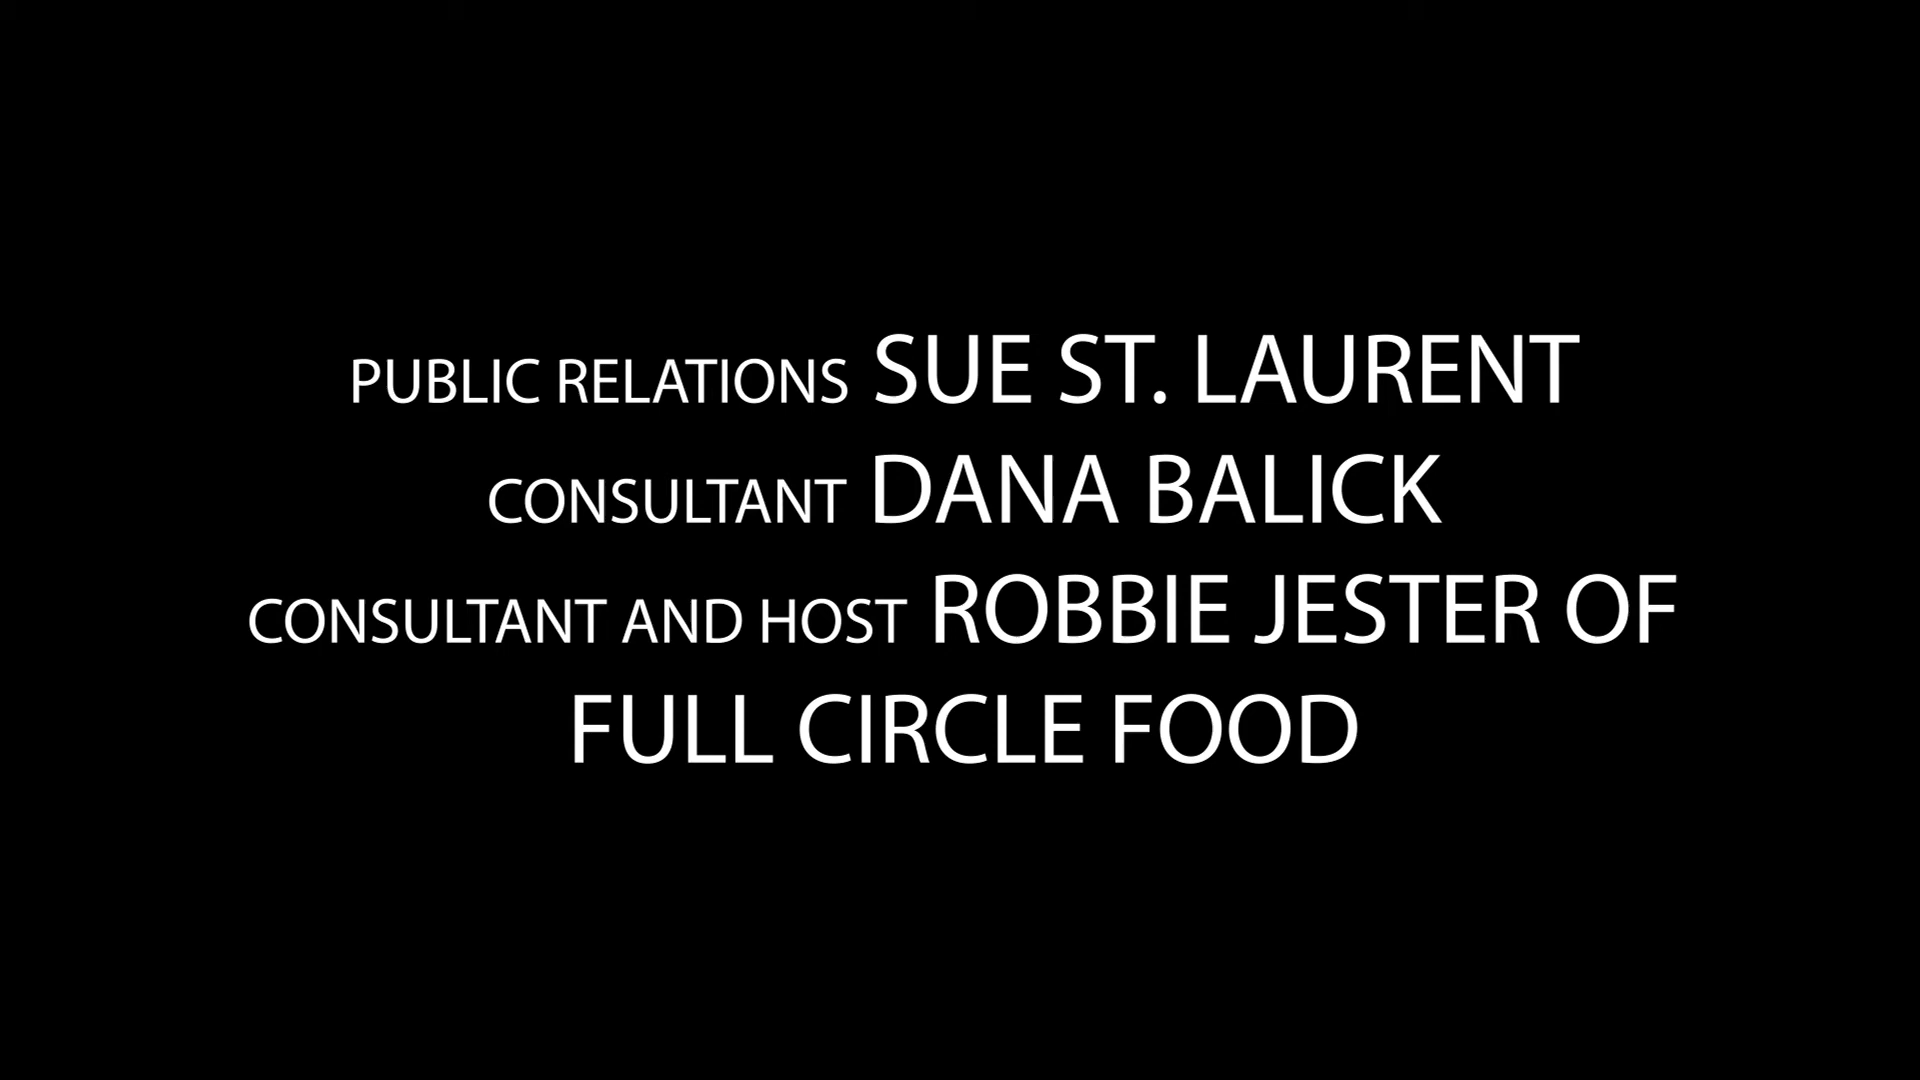 PUBLIC RELATIONS SUE ST. LAURENT
CONSULTANT DANA BALICK
CONSULTANT AND HOST ROBBIE JESTER OF
FULL CIRCLE FOOD